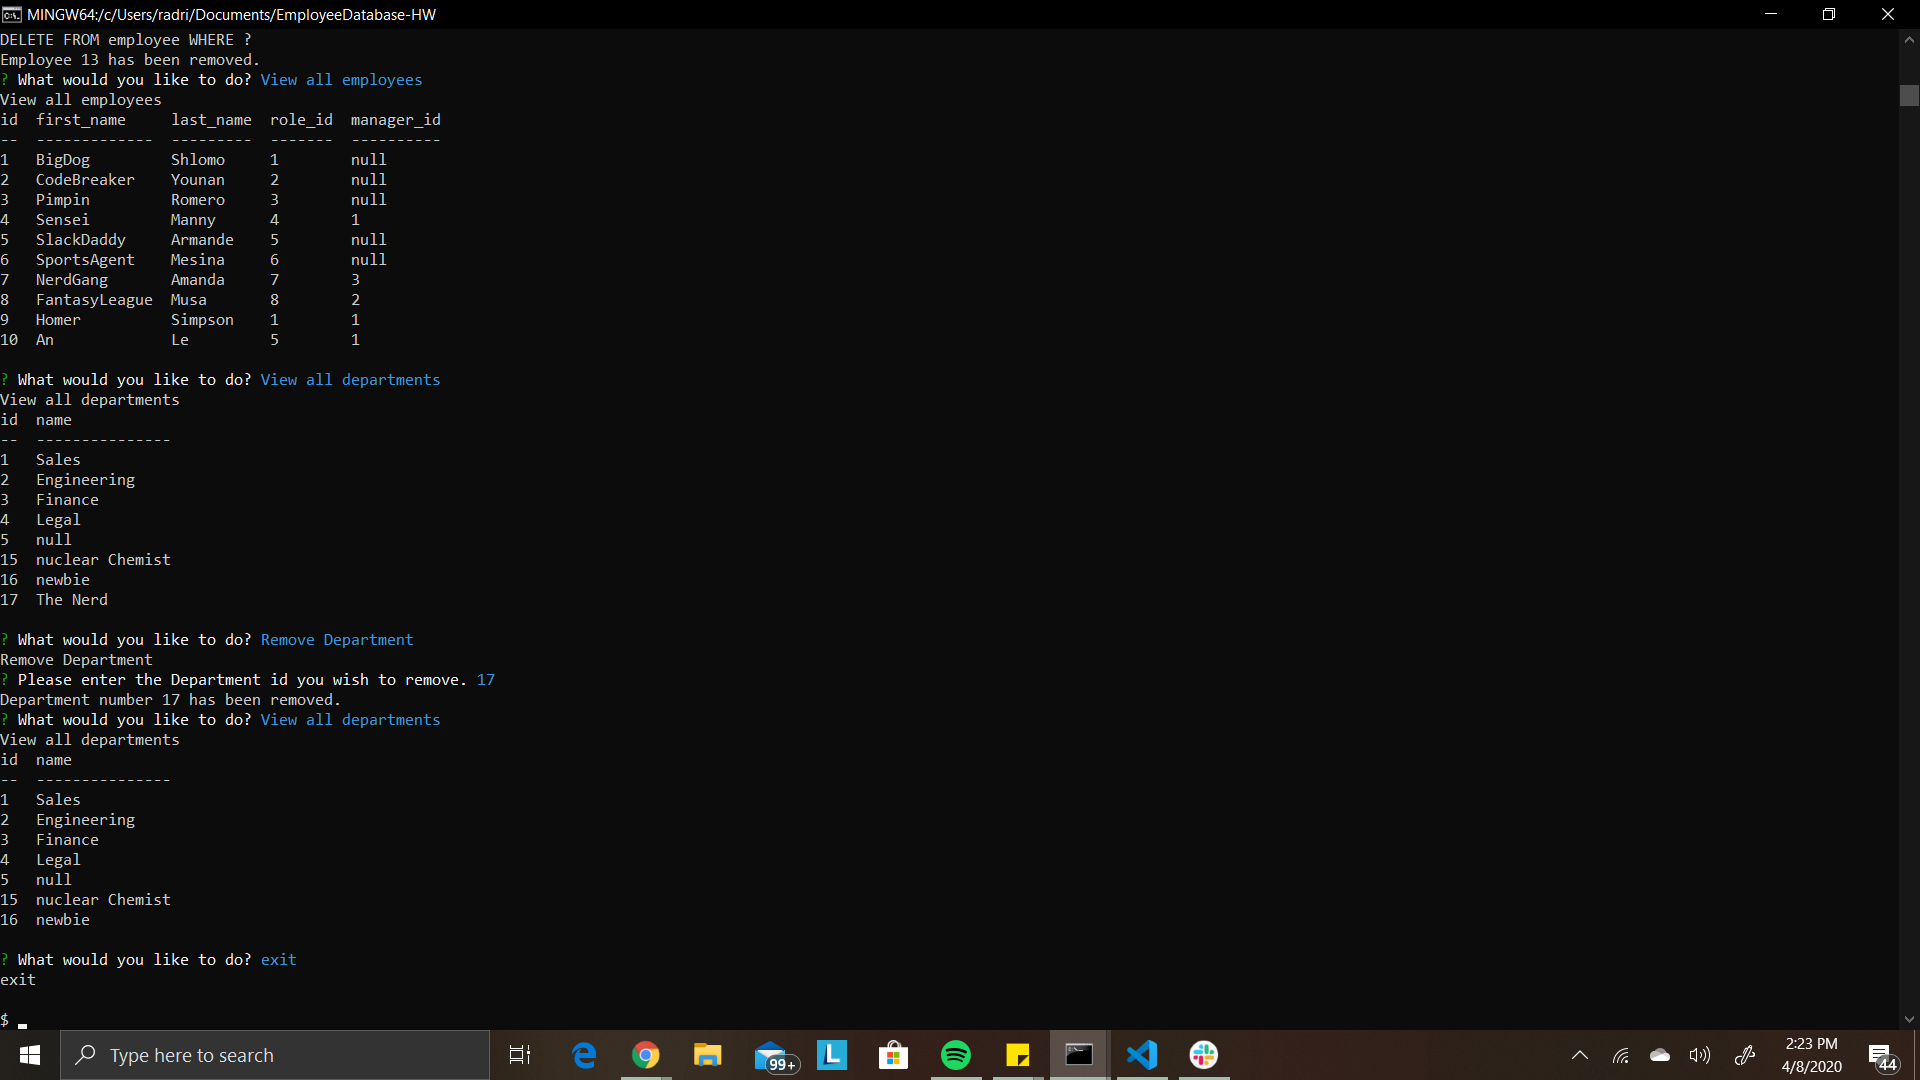 MINGW64:/c/Users/radri/Documents/EmployeeDatabase-HW
DELETE FROM employee WHERE ?
Employee 13 has been removed.
? What would you like to do? View all employees
View all employees
id  first_name     last_name  role_id  manager_id
--  -------------  ---------  -------  ----------
1   BigDog         Shlomo     1        null
2   CodeBreaker    Younan     2        null
3   Pimpin         Romero     3        null
4   Sensei         Manny      4        1
5   SlackDaddy     Armande    5        null
6   SportsAgent    Mesina     6        null
7   NerdGang       Amanda     7        3
8   FantasyLeague  Musa       8        2
9   Homer          Simpson    1        1
10  An             Le         5        1
? What would you like to do? View all departments
View all departments
id  name
--  ---------------
1   Sales
2   Engineering
3   Finance
4   Legal
5   null
15  nuclear Chemist
16  newbie
17  The Nerd
? What would you like to do? Remove Department
Remove Department
? Please enter the Department id you wish to remove. 17
Department number 17 has been removed.
? What would you like to do? View all departments
View all departments
id  name
--  ---------------
1   Sales
2   Engineering
3   Finance
4   Legal
5   null
15  nuclear Chemist
16  newbie
? What would you like to do? exit
exit
$
Type here to search
99+
L
2:23 PM
4/8/2020
44